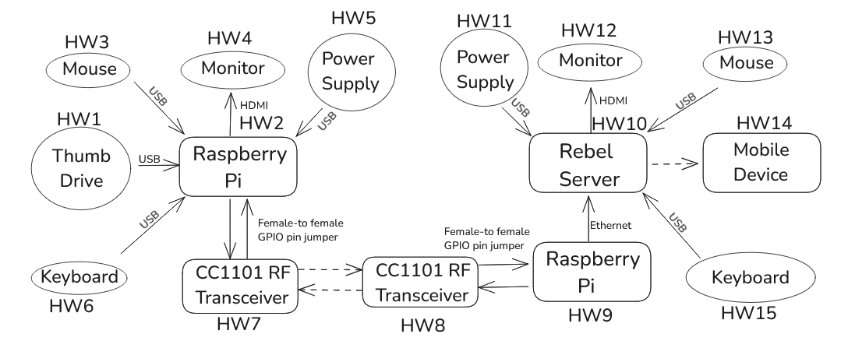 HW3
Mouse
HW4
Monitor
HW5
Power
Supply
HW11
Power
Supply
HW12
Monitor
HW13
Mouse
USB
HDMI
USB
USB
HDMI
USB
HW1
Thumb
Drive
USB
HW2
Raspberry
Pi
HW10
Rebel
Server
HW14
Mobile
Device
USB
Keyboard
HW6
Female-to female
GPIO pin jumper
Female-to female
GPIO pin jumper
Ethernet
USB
CC1101 RF
Transceiver
HW7
CC1101 RF
Transceiver
HW8
Raspberry
Pi
HW9
Keyboard
HW15